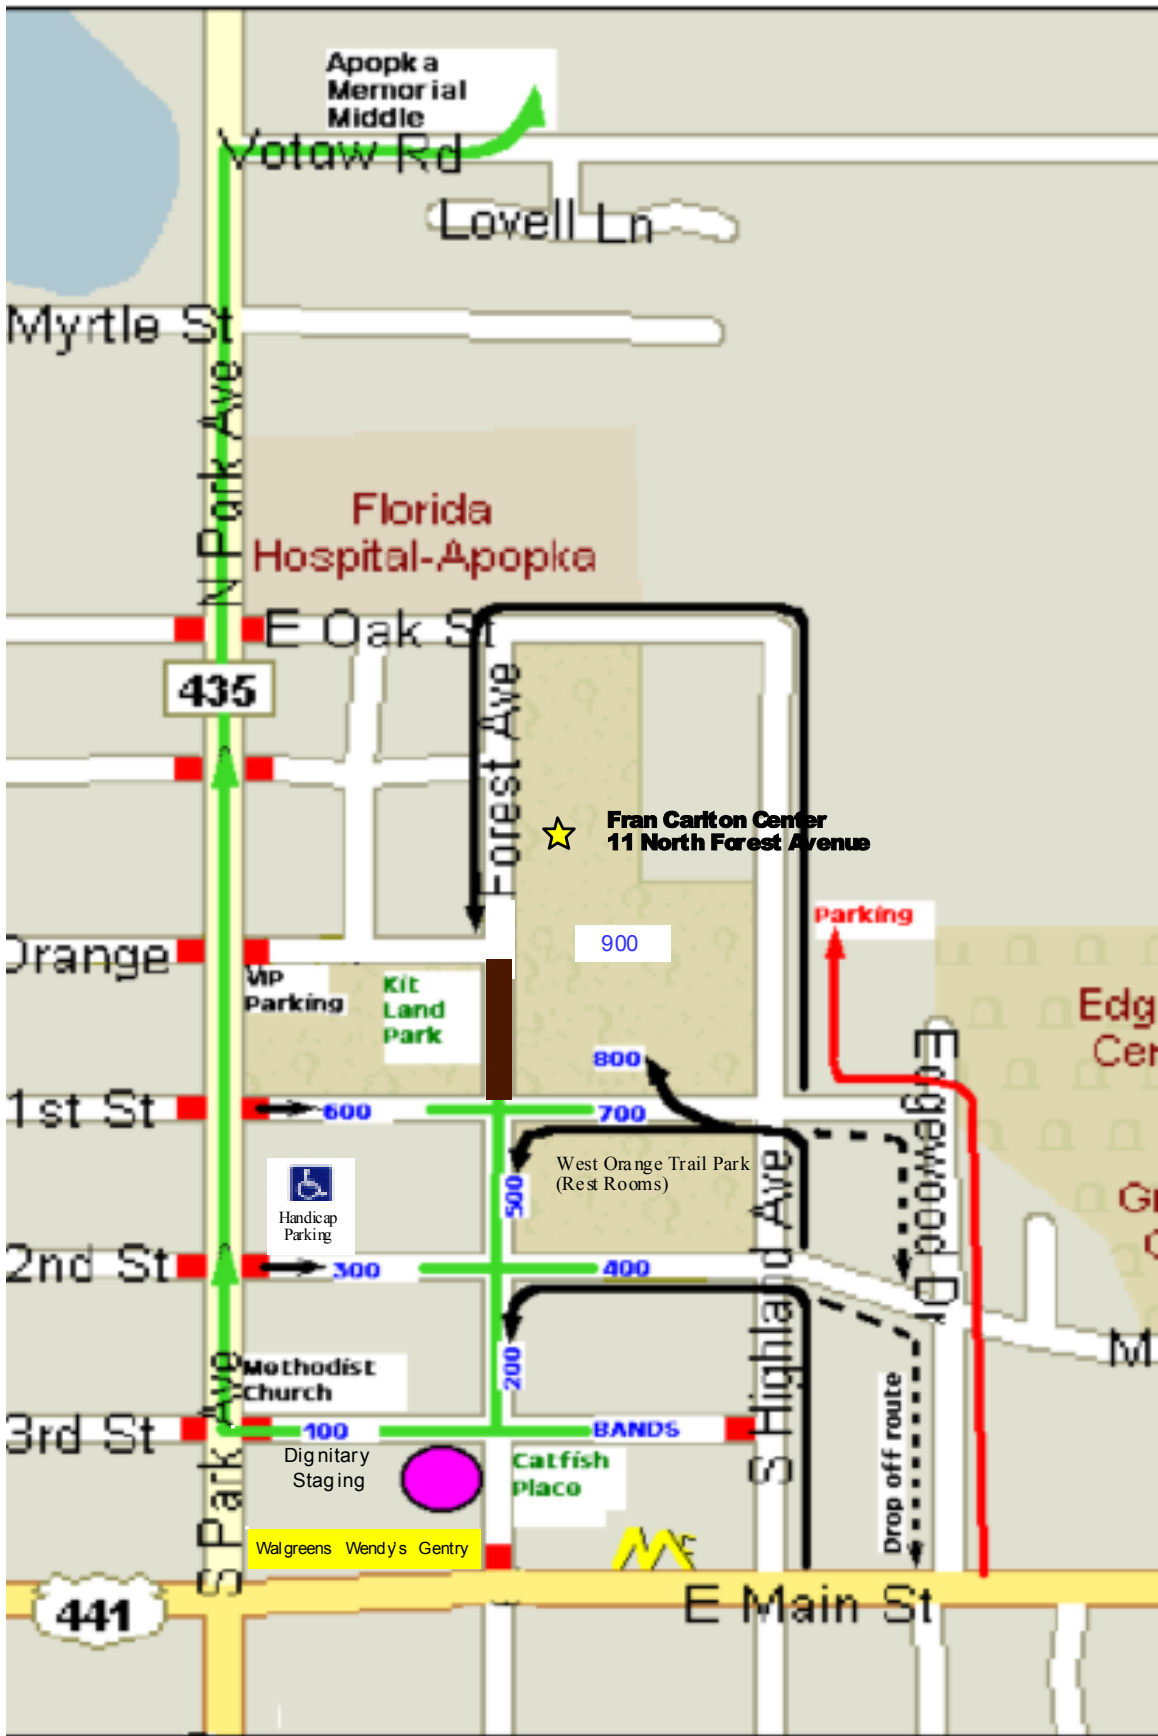 Apopka
Memorial
Middle
Votaw Rd
Lovell Ln
Myrtle St
N Park Ave
Florida
Hospital-Apopka
E Oak St
435
Forest Ave
Fran Carlton Center
11 North Forest Avenue
Parking
900
Orange
VIP
Parking
Kit
Land
Park
Edg
Cer
Edgewood Dr
800
1st St
600
700
West Orange Trail Park
(Rest Rooms)
500
Handicap
Parking
Gr
C
2nd St
300
400
S Highland Ave
M
200
Methodist
Church
Drop off route
3rd St
100
BANDS
Dignitary
Staging
Catfish
Place
S Park Ave
Walgreens Wendy's Gentry
441
E Main St